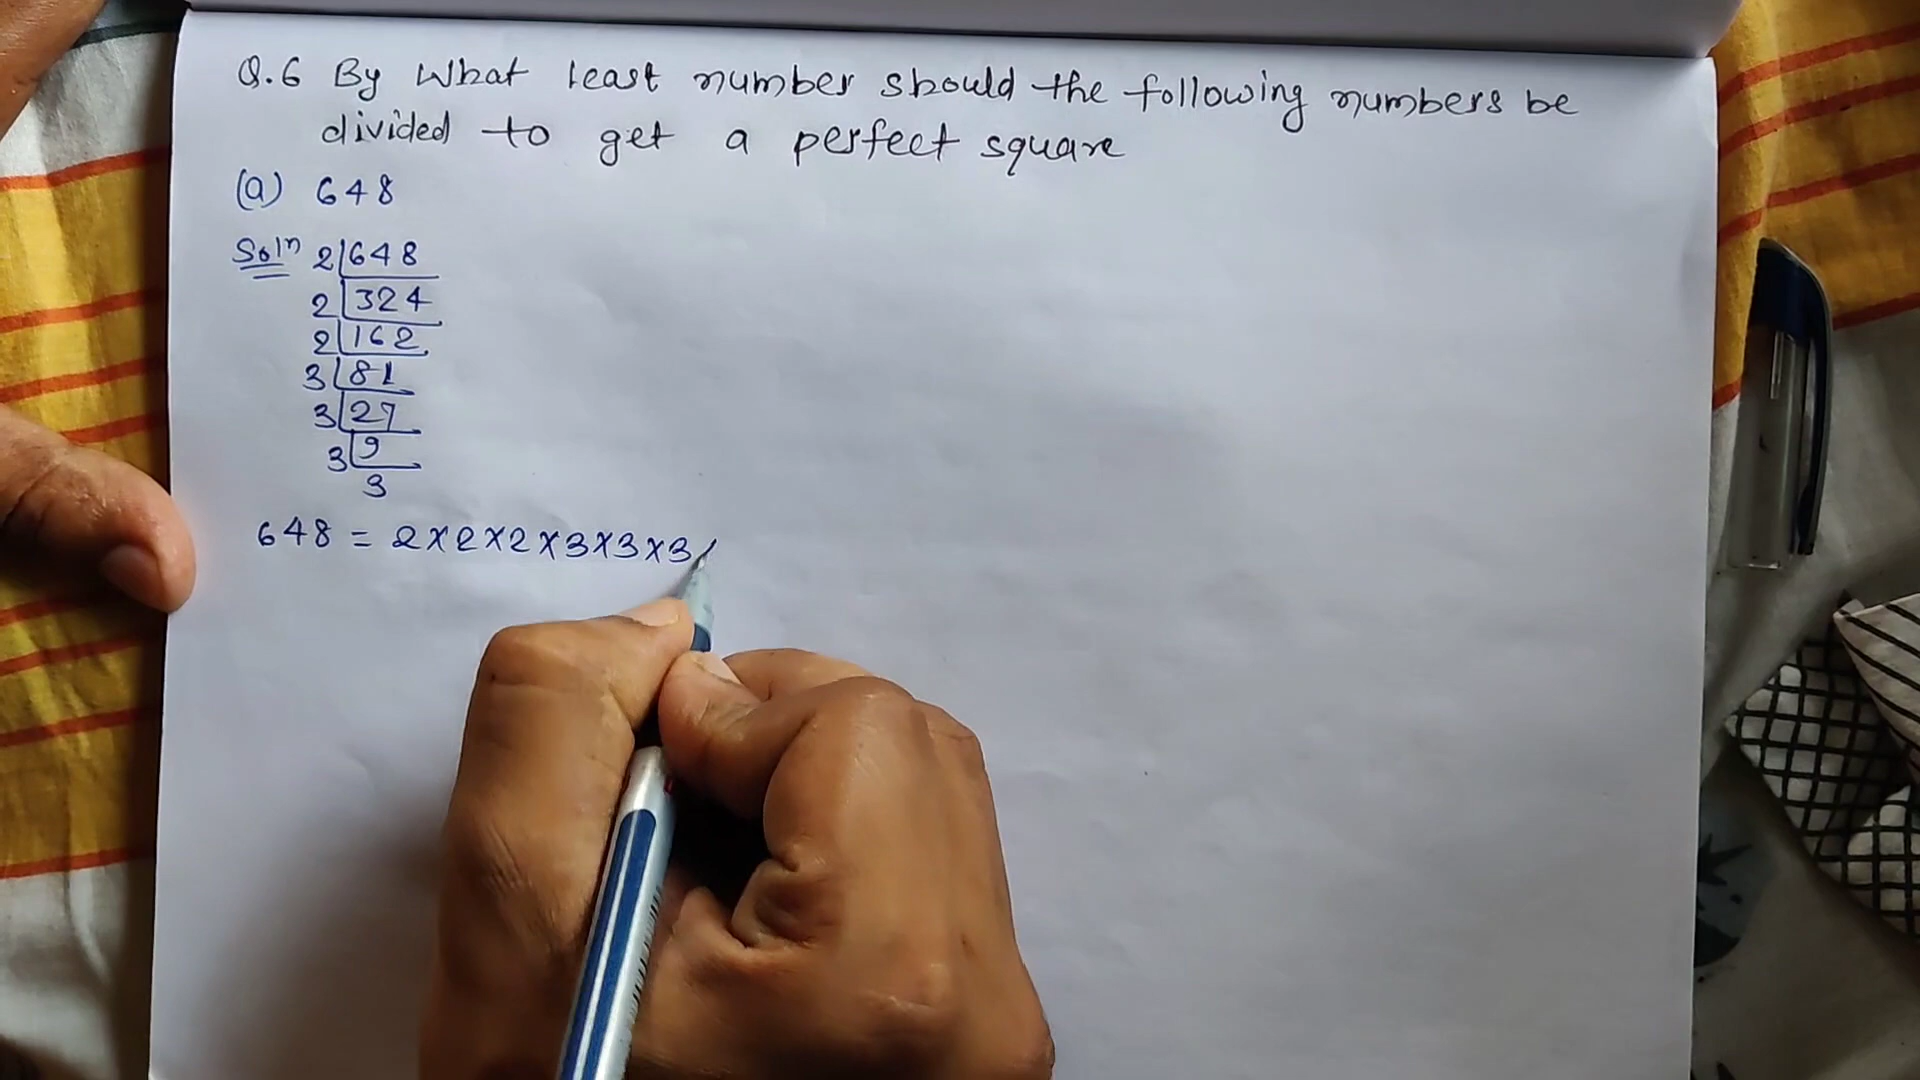 Q.6 By What least number should the following numbers be
divided to get a perfect square
(a) 648
Soln 2|648
2|324
2|162
3|81
3|27
3|9
3
648 = 2×2×2×3×3×3